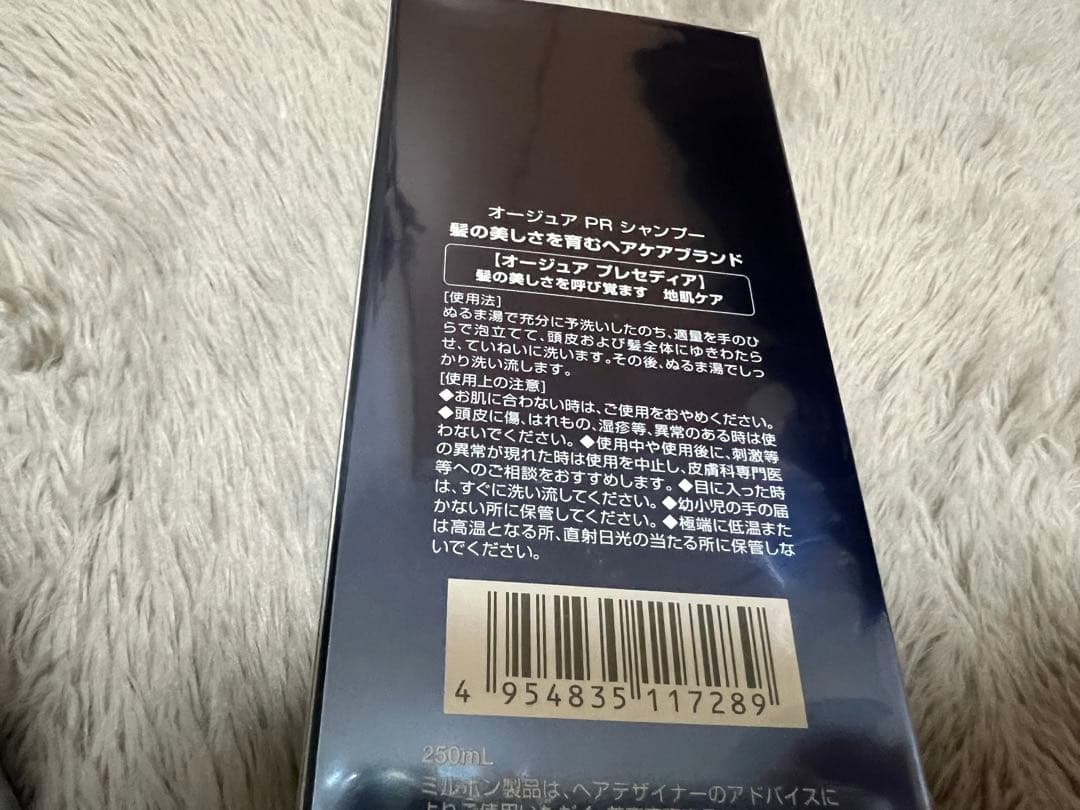 オージュア PR シャンプー
髪の美しさを育むヘアケアブランド
【オージュア プレセディア】
髪の美しさを呼び覚ます 地肌ケア
[使用法]
ぬるま湯で充分に予洗いしたのち、適量を手のひ
らで泡立てて、頭皮および髪全体にゆきわたら
せ、ていねいに洗います。その後、ぬるま湯でしっ
かり洗い流します。
[使用上の注意]
◆お肌に合わない時は、ご使用をおやめください。
◆頭皮に傷、はれもの、湿疹等、異常のある時は使
わないでください。◆使用中や使用後に、刺激等
の異常が現れた時は使用を中止し、皮膚科専門医
等へのご相談をおすすめします。◆目に入った時
は、すぐに洗い流してください。◆幼小児の手の届
かない所に保管してください。◆極端に低温また
は高温となる所、直射日光の当たる所に保管しな
いでください。
4 954835 117289
250mL
ミルボン製品は、ヘアデザイナーのアドバイスに